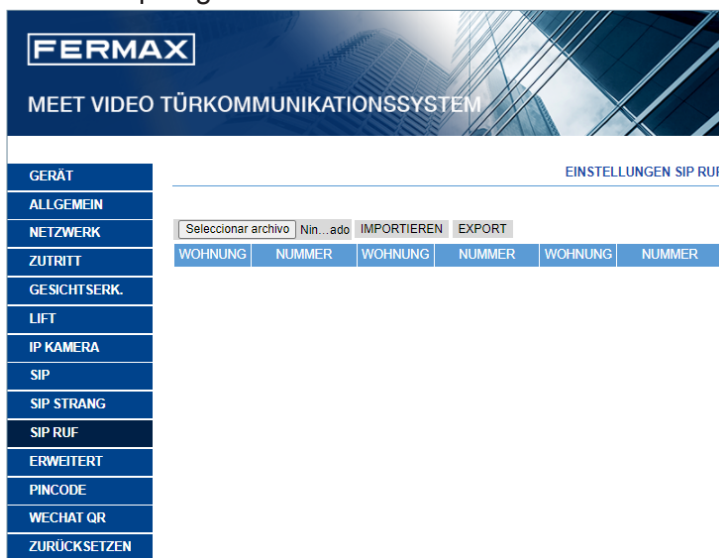 FERMAX
MEET VIDEO TÜRKOMMUNIKATIONSSYSTEM
EINSTELLUNGEN SIP RUF
GERÄT
ALLGEMEIN
NETZWERK
ZUTRITT
GESICHTSERK.
LIFT
IP KAMERA
SIP
SIP STRANG
SIP RUF
ERWEITERT
PINCODE
WECHAT QR
ZURÜCKSETZEN
Seleccionar archivo Nin...ado IMPORTIEREN EXPORT
WOHNUNG NUMMER WOHNUNG NUMMER WOHNUNG NUMMER